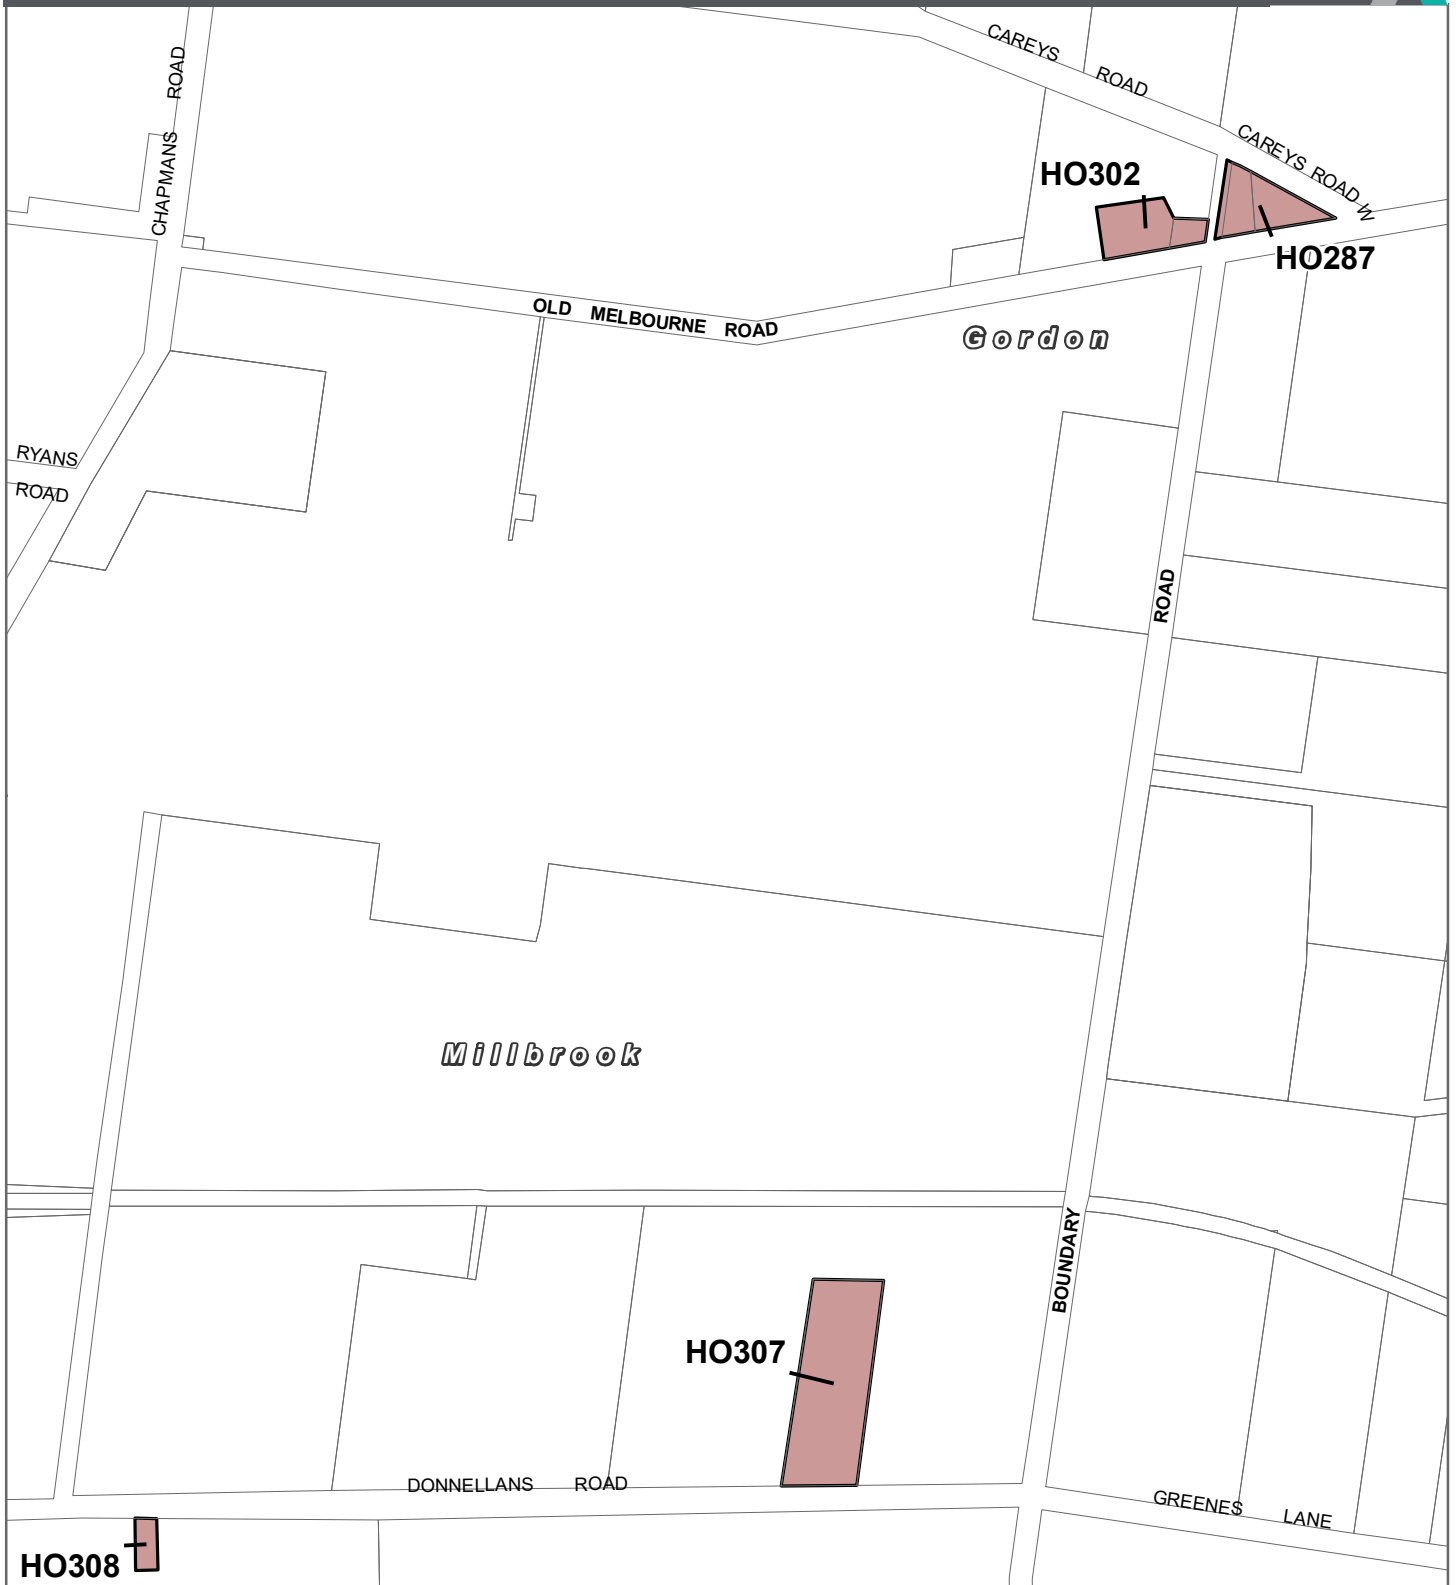 CAREYS ROAD
ROAD
CHAPMANS
CAREYS ROAD W
HO302
HO287
OLD MELBOURNE ROAD
Gordon
RYANS
ROAD
ROAD
Millbrook
BOUNDARY
HO307
DONNELLANS ROAD
GREENES LANE
HO308